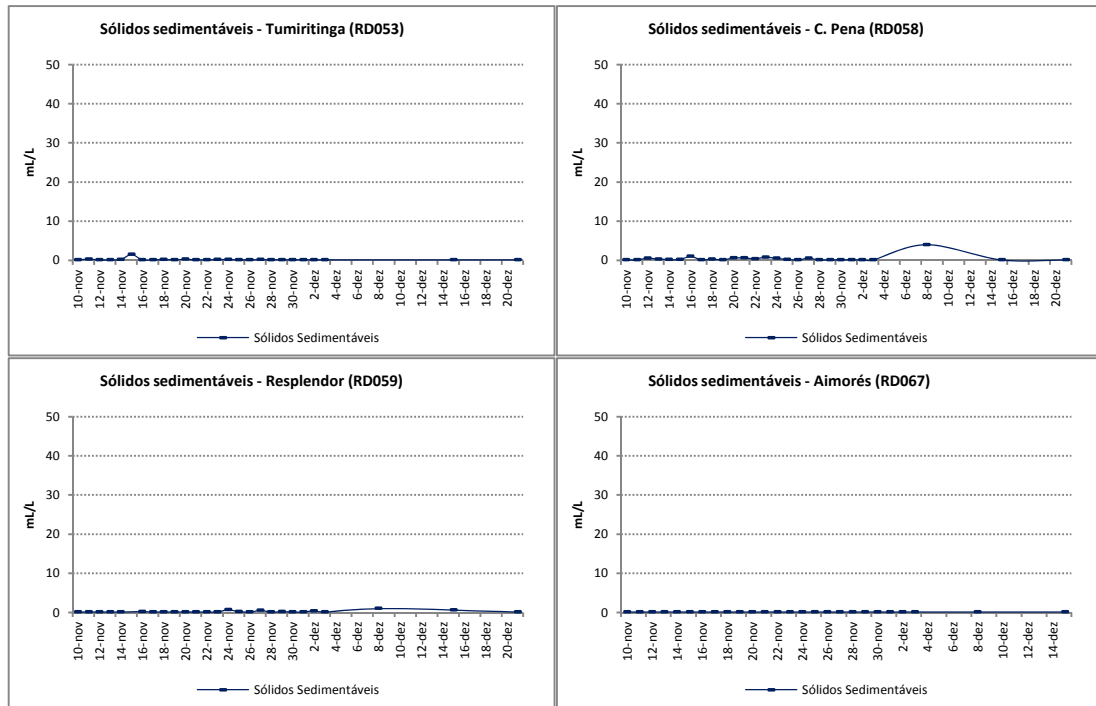 Sólidos sedimentáveis - Tumiritinga (RD053)
50
40
30
20
10
0
mL/L
10-nov
12-nov
14-nov
16-nov
18-nov
20-nov
22-nov
24-nov
26-nov
28-nov
30-nov
2-dez
4-dez
6-dez
8-dez
10-dez
12-dez
14-dez
16-dez
18-dez
20-dez
Sólidos Sedimentáveis
Sólidos sedimentáveis - C. Pena (RD058)
50
40
30
20
10
0
mL/L
10-nov
12-nov
14-nov
16-nov
18-nov
20-nov
22-nov
24-nov
26-nov
28-nov
30-nov
2-dez
4-dez
6-dez
8-dez
10-dez
12-dez
14-dez
16-dez
18-dez
20-dez
Sólidos Sedimentáveis
Sólidos sedimentáveis - Resplendor (RD059)
50
40
30
20
10
0
mL/L
10-nov
12-nov
14-nov
16-nov
18-nov
20-nov
22-nov
24-nov
26-nov
28-nov
30-nov
2-dez
4-dez
6-dez
8-dez
10-dez
12-dez
14-dez
16-dez
18-dez
20-dez
Sólidos Sedimentáveis
Sólidos sedimentáveis - Aimorés (RD067)
50
40
30
20
10
0
mL/L
10-nov
12-nov
14-nov
16-nov
18-nov
20-nov
22-nov
24-nov
26-nov
28-nov
30-nov
2-dez
4-dez
6-dez
8-dez
10-dez
12-dez
14-dez
Sólidos Sedimentáveis